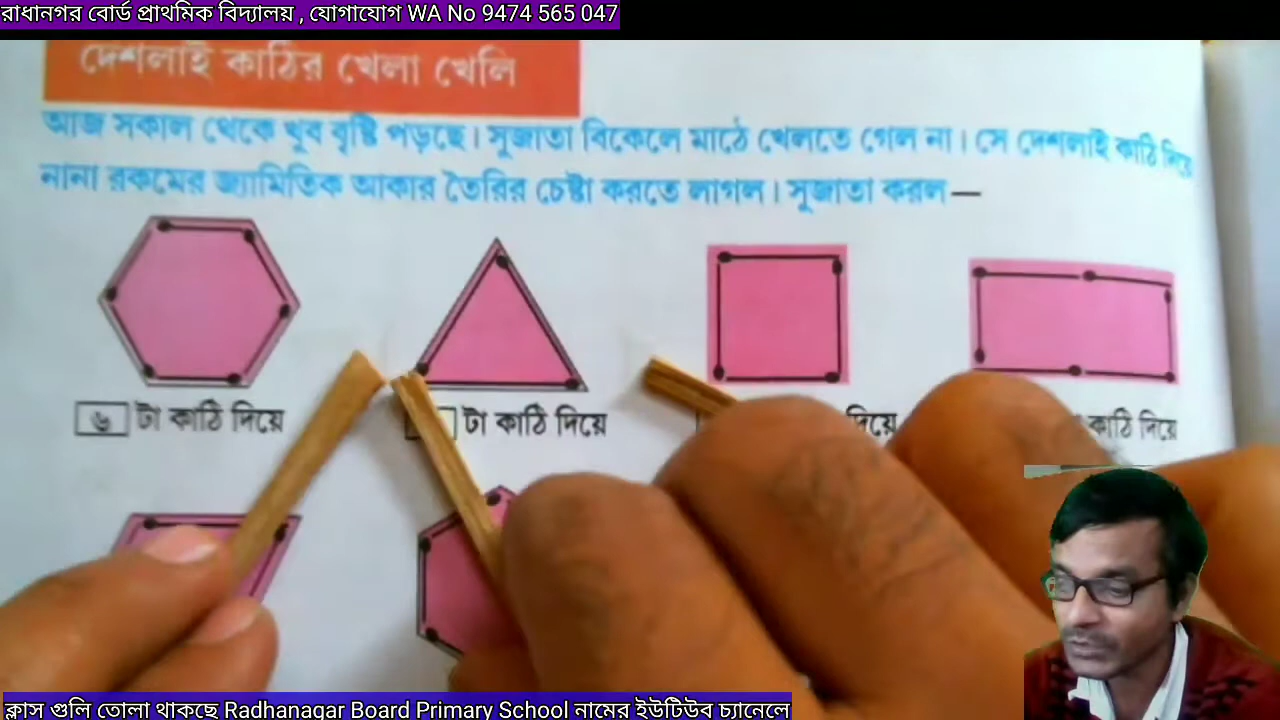 রাধানগর বোর্ড প্রাথমিক বিদ্যালয় , যোগাযোগ WA No 9474 565 047
দেশলাই কাঠির খেলা খেলি
আজ সকাল থেকে খুব বৃষ্টি পড়ছে। সুজাতা বিকেলে মাঠে খেলতে গেল না। সে দেশলাই কাঠি দিয়ে
নানা রকমের জ্যামিতিক আকার তৈরির চেষ্টা করতে লাগল। সুজাতা করল—
৬ টা কাঠি দিয়ে টা কাঠি দিয়ে দিয়ে কাঠি দিয়ে
ক্লাস গুলি তোলা থাকছে Radhanagar Board Primary School নামের ইউটিউব চ্যানেলে